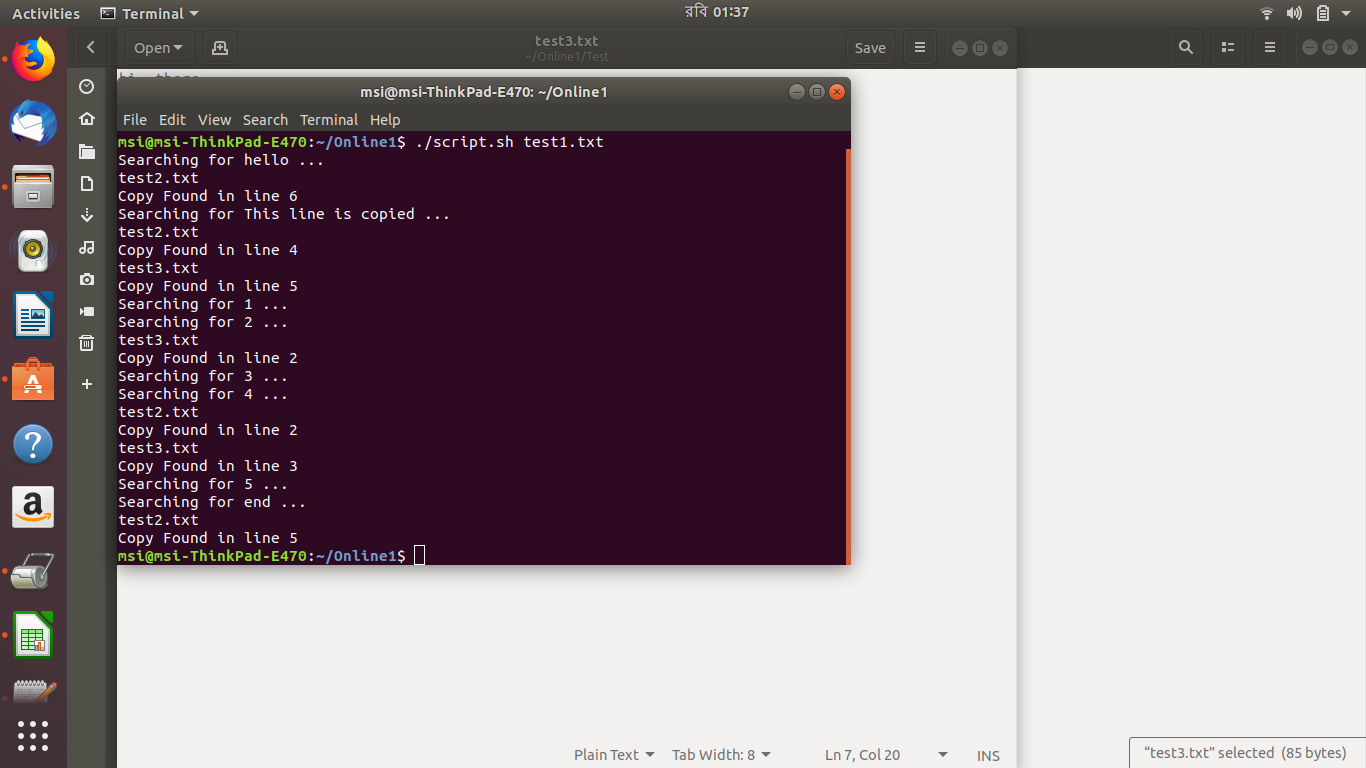 Activities Terminal রবি 01:37
Open test3.txt Save
~/Online1/Test
msi@msi-ThinkPad-E470: ~/Online1
File Edit View Search Terminal Help
msi@msi-ThinkPad-E470:~/Online1$ ./script.sh test1.txt
Searching for hello ...
test2.txt
Copy Found in line 6
Searching for This line is copied ...
test2.txt
Copy Found in line 4
test3.txt
Copy Found in line 5
Searching for 1 ...
Searching for 2 ...
test3.txt
Copy Found in line 2
Searching for 3 ...
Searching for 4 ...
test2.txt
Copy Found in line 2
test3.txt
Copy Found in line 3
Searching for 5 ...
Searching for end ...
test2.txt
Copy Found in line 5
msi@msi-ThinkPad-E470:~/Online1$
Plain Text Tab Width: 8 Ln 7, Col 20 INS
“test3.txt” selected (85 bytes)